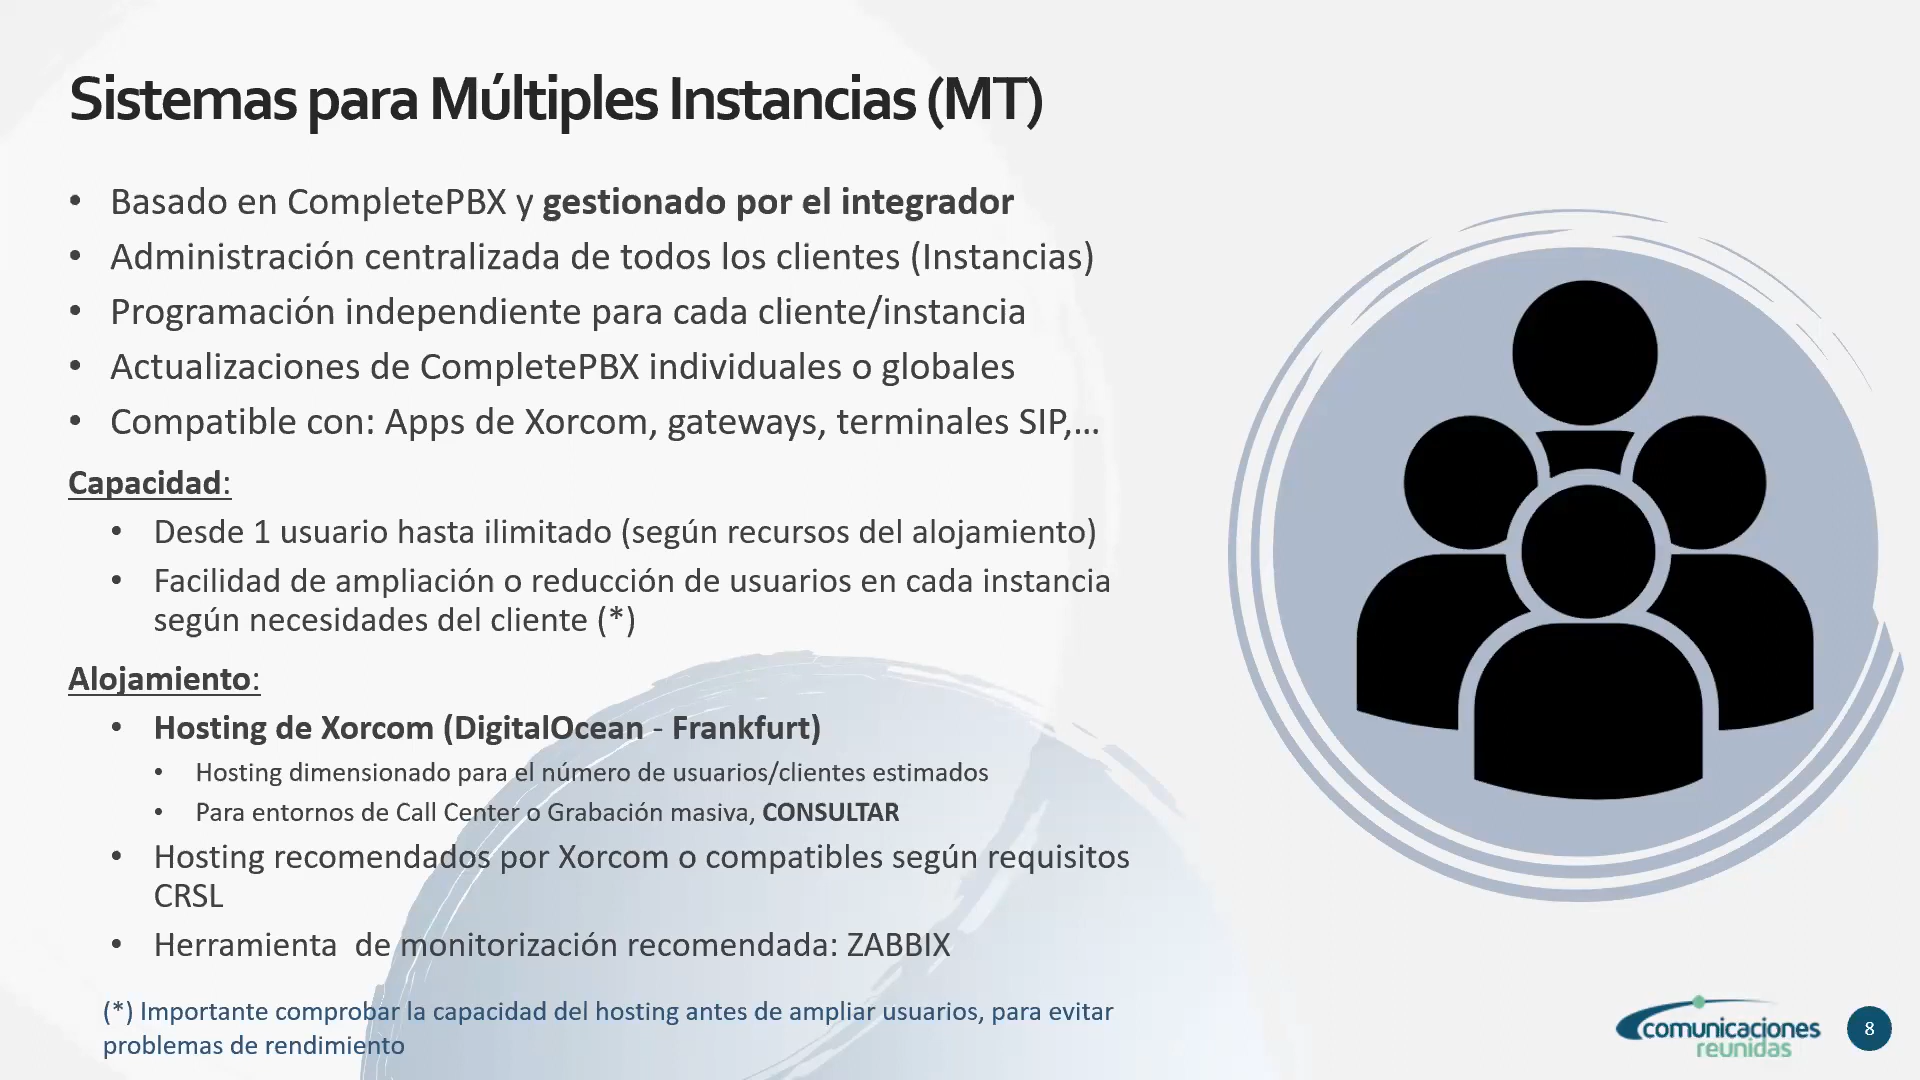 Sistemas para Múltiples Instancias (MT)
• Basado en CompletePBX y gestionado por el integrador
• Administración centralizada de todos los clientes (Instancias)
• Programación independiente para cada cliente/instancia
• Actualizaciones de CompletePBX individuales o globales
• Compatible con: Apps de Xorcom, gateways, terminales SIP,…
Capacidad:
• Desde 1 usuario hasta ilimitado (según recursos del alojamiento)
• Facilidad de ampliación o reducción de usuarios en cada instancia
según necesidades del cliente (*)
Alojamiento:
• Hosting de Xorcom (DigitalOcean - Frankfurt)
• Hosting dimensionado para el número de usuarios/clientes estimados
• Para entornos de Call Center o Grabación masiva, CONSULTAR
• Hosting recomendados por Xorcom o compatibles según requisitos
CRSL
• Herramienta  de monitorización recomendada: ZABBIX
(*) Importante comprobar la capacidad del hosting antes de ampliar usuarios, para evitar
problemas de rendimiento
comunicaciones
reunidas
8